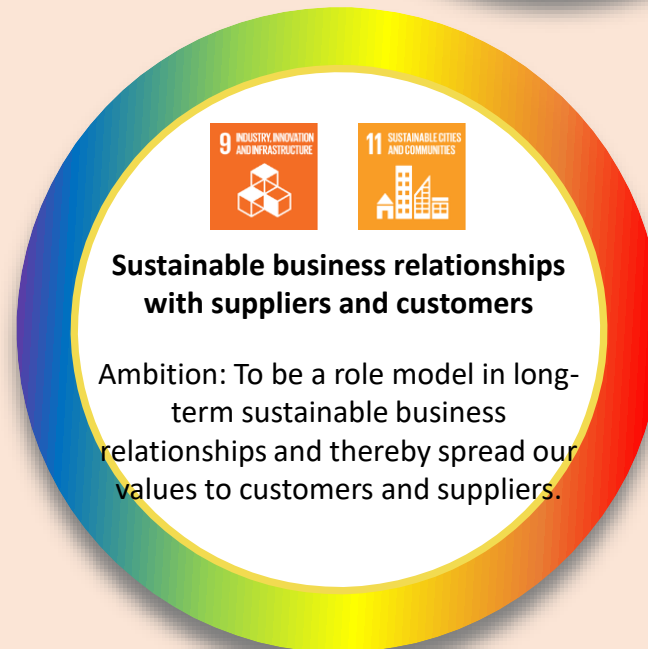 9 INDUSTRY, INNOVATION
AND INFRASTRUCTURE
11 SUSTAINABLE CITIES
AND COMMUNITIES
Sustainable business relationships
with suppliers and customers
Ambition: To be a role model in long-
term sustainable business
relationships and thereby spread our
values to customers and suppliers.